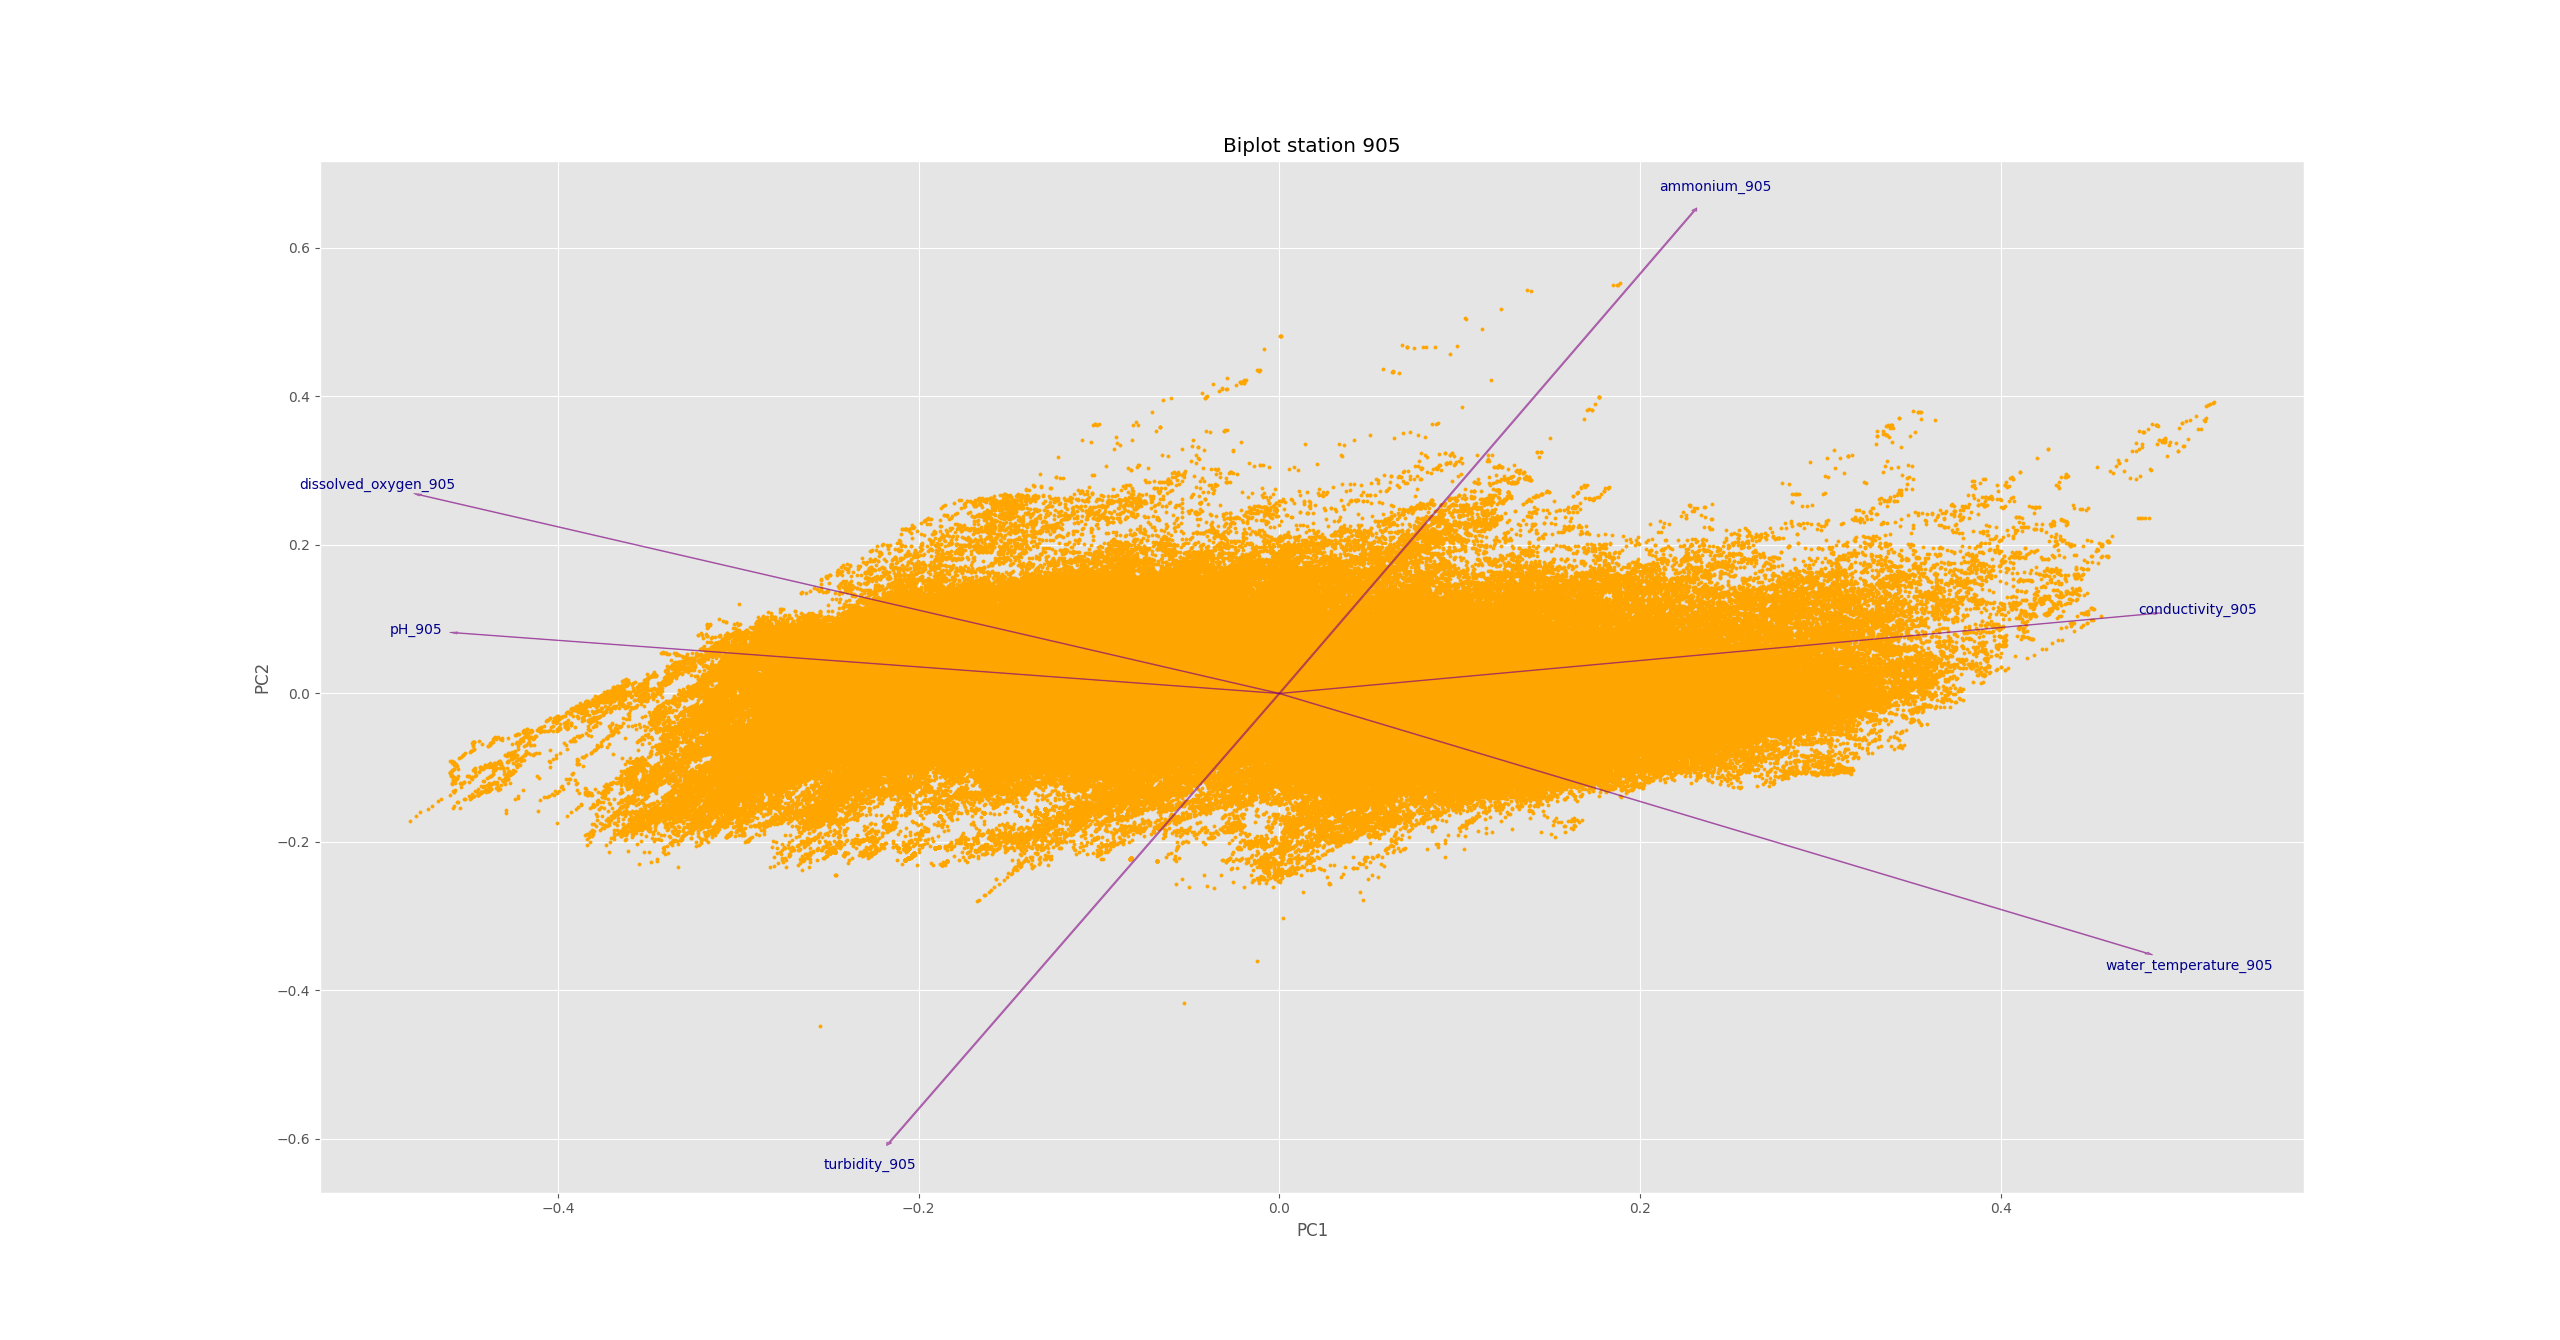 Biplot station 905
ammonium_905
0.6
0.4
dissolved_oxygen_905
0.2
conductivity_905
pH_905
PC2
0.0
−0.2
water_temperature_905
−0.4
−0.6
turbidity_905
−0.4
−0.2
0.0
0.2
0.4
PC1